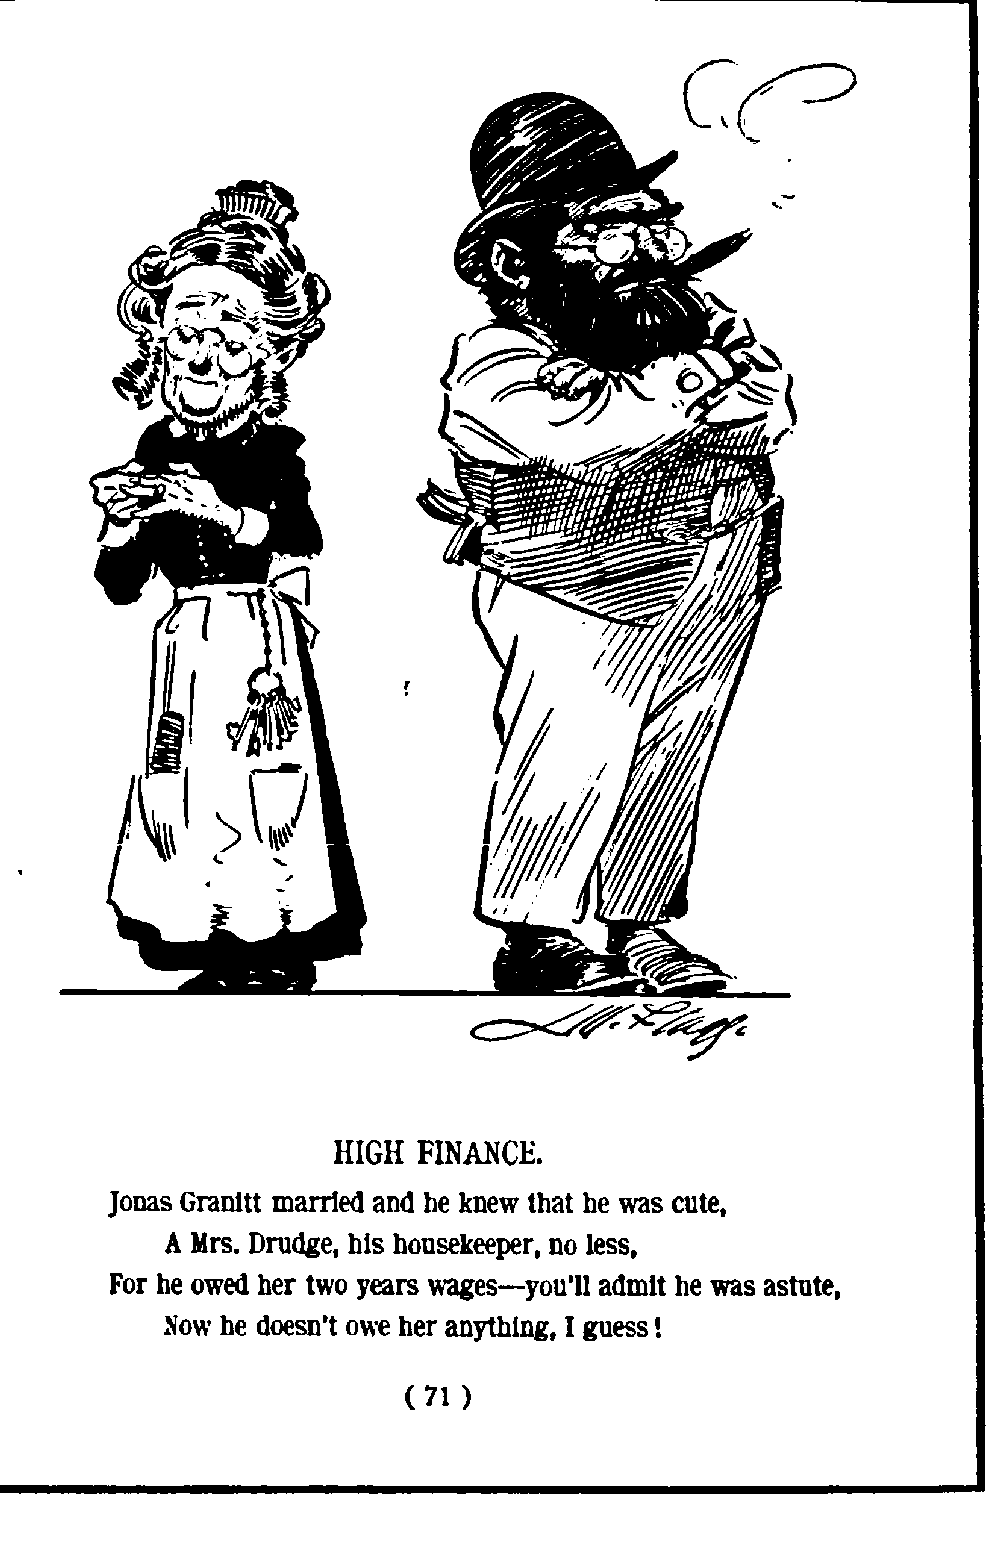 HIGH FINANCE.
Jonas Granitt married and he knew that he was cute,
A Mrs. Drudge, his housekeeper, no less,
For he owed her two years wages—you'll admit he was astute,
Now he doesn't owe her anything, I guess!
( 71 )